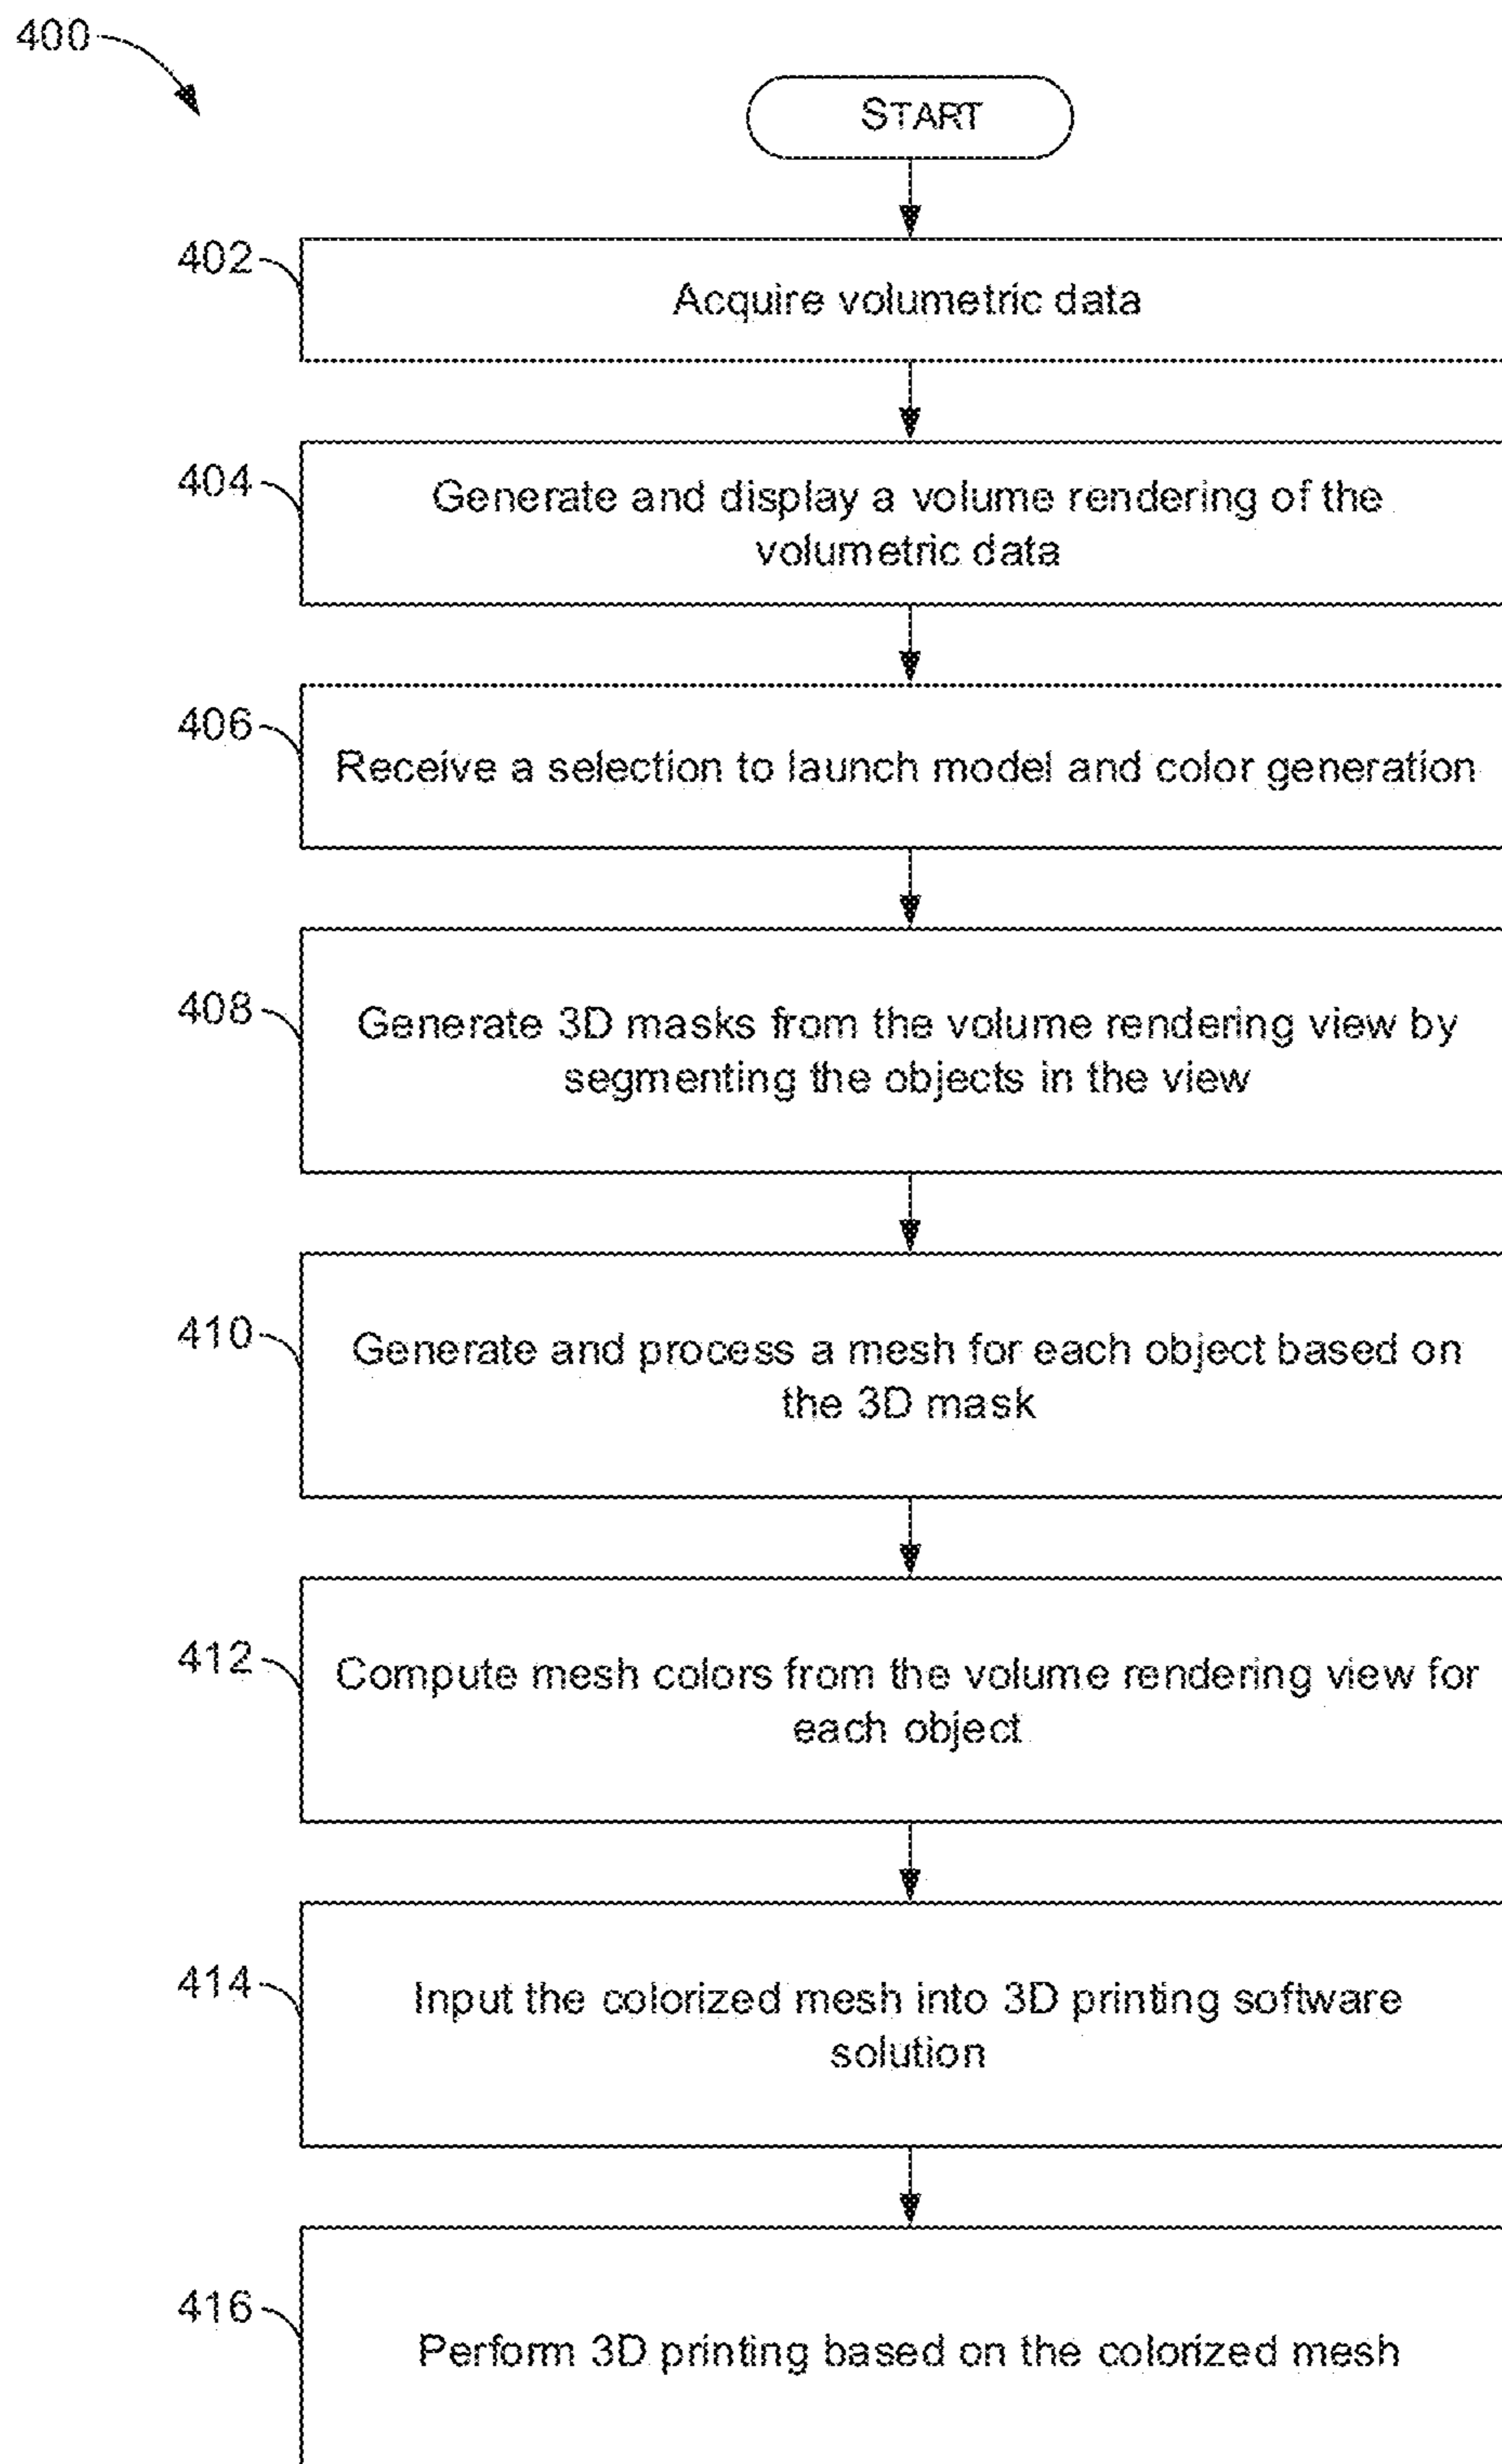 400
START
402
Acquire volumetric data
404
Generate and display a volume rendering of the
volumetric data
406
Receive a selection to launch model and color generation
408
Generate 3D masks from the volume rendering view by
segmenting the objects in the view
410
Generate and process a mesh for each object based on
the 3D mask
412
Compute mesh colors from the volume rendering view for
each object
414
Input the colorized mesh into 3D printing software
solution
416
Perform 3D printing based on the colorized mesh